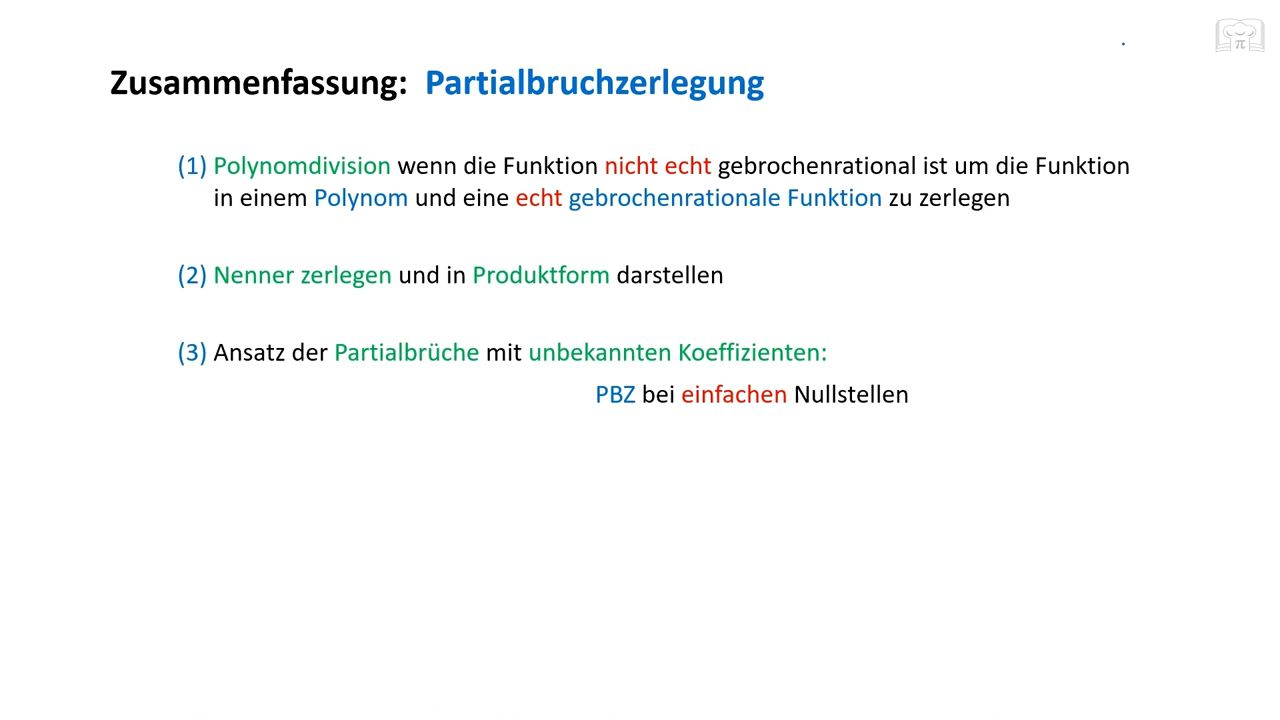 Zusammenfassung: Partialbruchzerlegung
(1) Polynomdivision wenn die Funktion nicht echt gebrochenrational ist um die Funktion
in einem Polynom und eine echt gebrochenrationale Funktion zu zerlegen
(2) Nenner zerlegen und in Produktform darstellen
(3) Ansatz der Partialbrüche mit unbekannten Koeffizienten:
PBZ bei einfachen Nullstellen
π